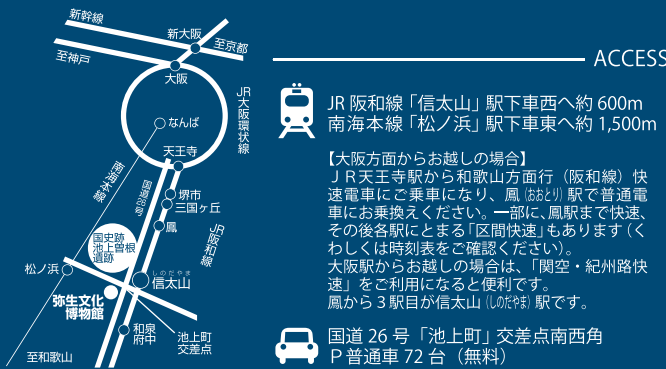 新幹線
新大阪
至京都
至神戸
大阪
JR大阪環状線
なんば
天王寺
南海本線
国道26号
堺市
三国ヶ丘
鳳
JR阪和線
国史跡
池上曽根
遺跡
松ノ浜
しのだやま
信太山
弥生文化
博物館
和泉
府中
池上町
交差点
至和歌山
ACCESS
JR 阪和線「信太山」駅下車西へ約 600m
南海本線「松ノ浜」駅下車東へ約 1,500m
【大阪方面からお越しの場合】
ＪＲ天王寺駅から和歌山方面行（阪和線）快
速電車にご乗車になり、鳳（おおとり）駅で普通電
車にお乗換えください。一部に、鳳駅まで快速、
その後各駅にとまる「区間快速」もあります（く
わしくは時刻表をご確認ください）。
大阪駅からお越しの場合は、「関空・紀州路快
速」をご利用になると便利です。
鳳から３駅目が信太山（しのだやま）駅です。
国道 26 号「池上町」交差点南西角
Ｐ普通車 72 台（無料）